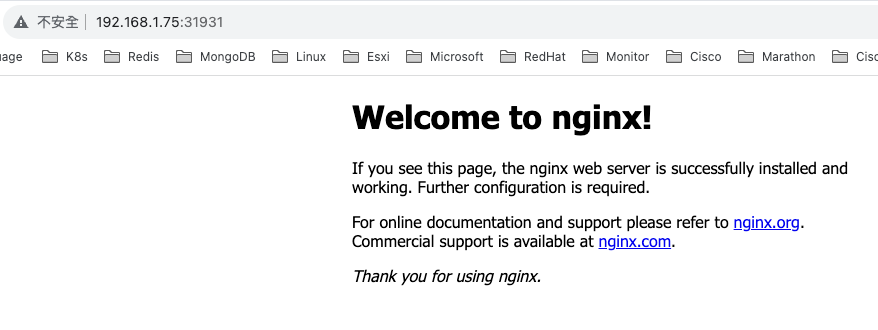 不安全 192.168.1.75:31931
K8s Redis MongoDB Linux Esxi Microsoft RedHat Monitor Cisco Marathon
Welcome to nginx!
If you see this page, the nginx web server is successfully installed and
working. Further configuration is required.
For online documentation and support please refer to nginx.org.
Commercial support is available at nginx.com.
Thank you for using nginx.